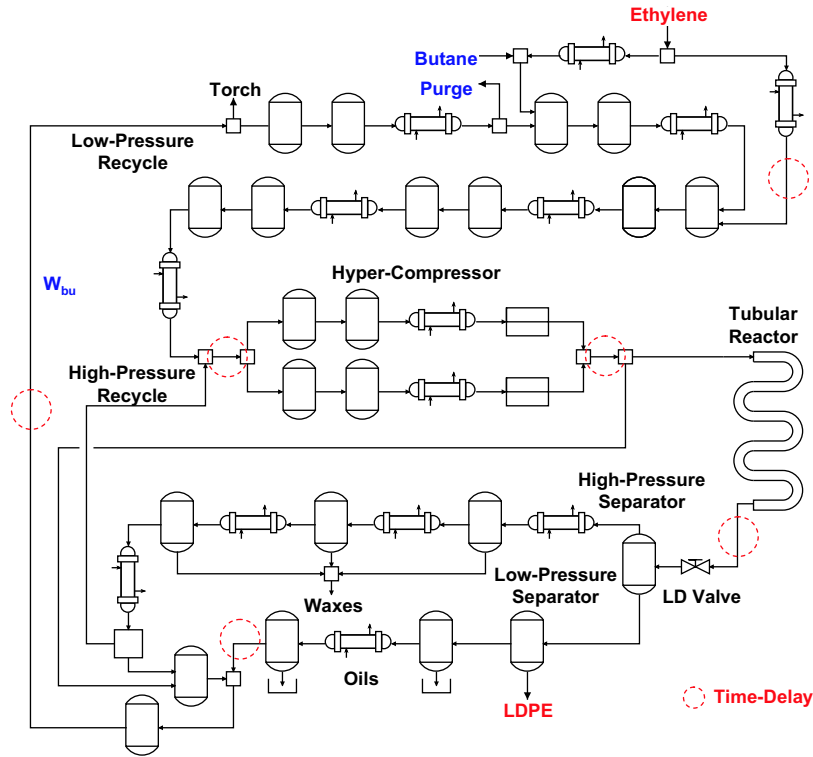 Ethylene
Butane
Purge
Torch
Low-Pressure
Recycle
W_bu
Hyper-Compressor
Tubular
Reactor
High-Pressure
Recycle
High-Pressure
Separator
Low-Pressure
Separator
LD Valve
Waxes
Oils
LDPE
Time-Delay